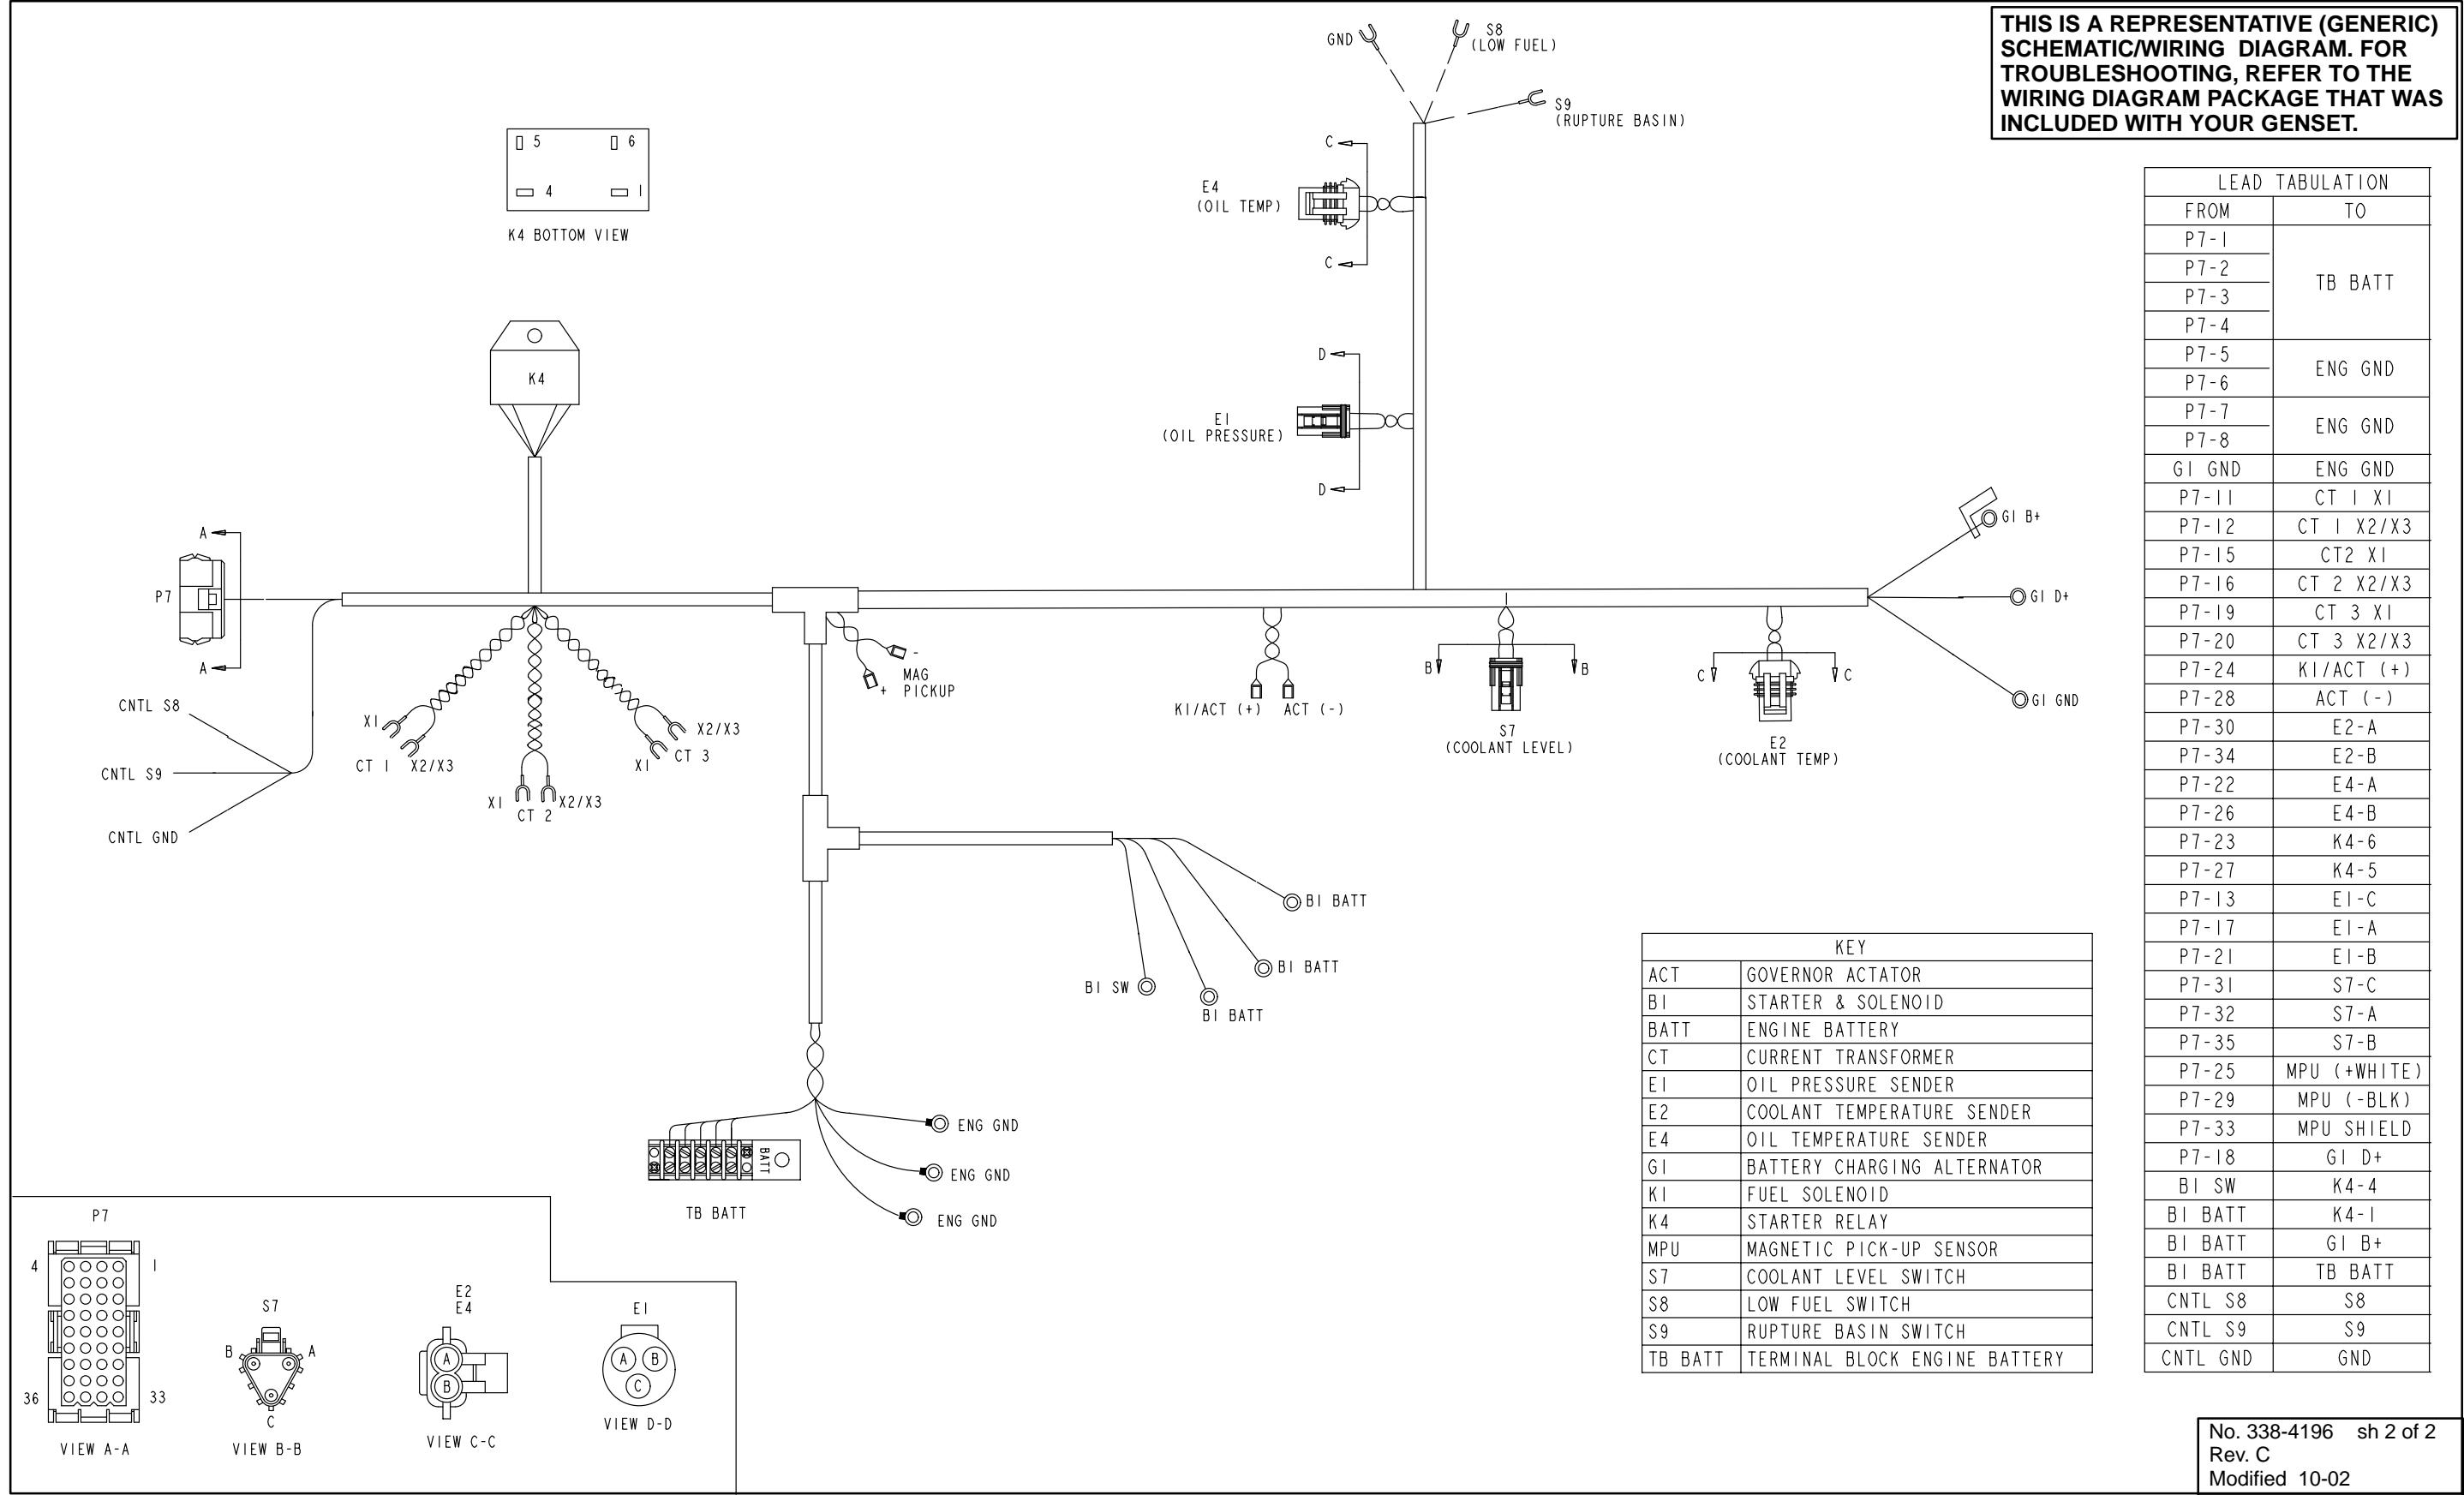 THIS IS A REPRESENTATIVE (GENERIC)
SCHEMATIC/WIRING DIAGRAM. FOR
TROUBLESHOOTING, REFER TO THE
WIRING DIAGRAM PACKAGE THAT WAS
INCLUDED WITH YOUR GENSET.
GND
S8
(LOW FUEL)
S9
(RUPTURE BASIN)
5 6
4 1
K4 BOTTOM VIEW
C
E4
(OIL TEMP)
C
K4
D
E1
(OIL PRESSURE)
D
A
P7
A
G1 B+
G1 D+
G1 GND
CNTL S8
CNTL S9
CNTL GND
X1
CT 1 X2/X3
X1 X2/X3
CT 2
X2/X3
X1 CT 3
-
+
MAG
PICKUP
K1/ACT (+) ACT (-)
B B
S7
(COOLANT LEVEL)
C C
E2
(COOLANT TEMP)
B1 BATT
B1 BATT
B1 SW
B1 BATT
ENG GND
ENG GND
ENG GND
BATT
TB BATT
P7
4 1
36 33
VIEW A-A
S7
B A
C
VIEW B-B
E2
E4
A
B
VIEW C-C
E1
A B
C
VIEW D-D
KEY
ACT GOVERNOR ACTATOR
B1 STARTER & SOLENOID
BATT ENGINE BATTERY
CT CURRENT TRANSFORMER
E1 OIL PRESSURE SENDER
E2 COOLANT TEMPERATURE SENDER
E4 OIL TEMPERATURE SENDER
G1 BATTERY CHARGING ALTERNATOR
K1 FUEL SOLENOID
K4 STARTER RELAY
MPU MAGNETIC PICK-UP SENSOR
S7 COOLANT LEVEL SWITCH
S8 LOW FUEL SWITCH
S9 RUPTURE BASIN SWITCH
TB BATT TERMINAL BLOCK ENGINE BATTERY
LEAD TABULATION
FROM TO
P7-1
P7-2
P7-3
P7-4
TB BATT
P7-5
P7-6
ENG GND
P7-7
P7-8
ENG GND
G1 GND ENG GND
P7-11 CT 1 X1
P7-12 CT 1 X2/X3
P7-15 CT2 X1
P7-16 CT 2 X2/X3
P7-19 CT 3 X1
P7-20 CT 3 X2/X3
P7-24 K1/ACT (+)
P7-28 ACT (-)
P7-30 E2-A
P7-34 E2-B
P7-22 E4-A
P7-26 E4-B
P7-23 K4-6
P7-27 K4-5
P7-13 E1-C
P7-17 E1-A
P7-21 E1-B
P7-31 S7-C
P7-32 S7-A
P7-35 S7-B
P7-25 MPU (+WHITE)
P7-29 MPU (-BLK)
P7-33 MPU SHIELD
P7-18 G1 D+
B1 SW K4-4
B1 BATT K4-1
B1 BATT G1 B+
B1 BATT TB BATT
CNTL S8 S8
CNTL S9 S9
CNTL GND GND
No. 338-4196 sh 2 of 2
Rev. C
Modified 10-02